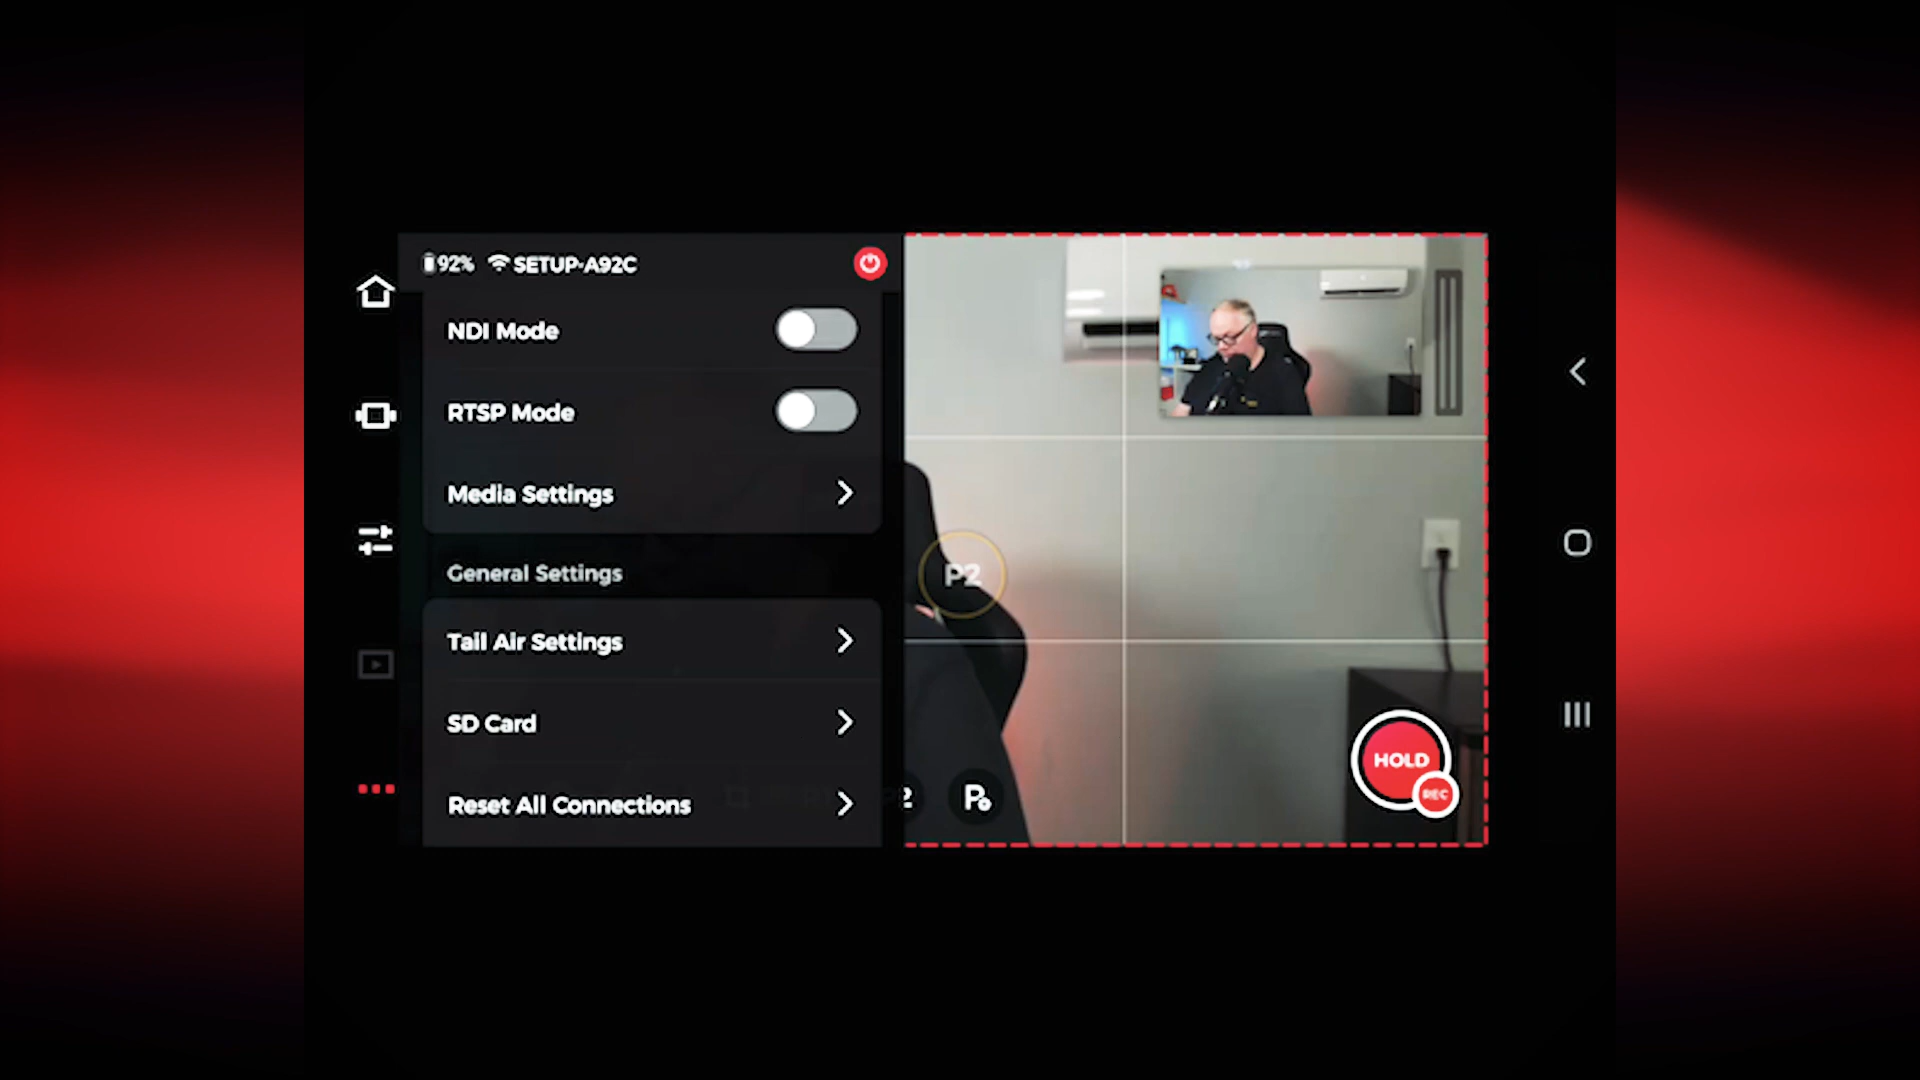 92% SETUP-A92C
NDI Mode
RTSP Mode
Media Settings
General Settings
Tail Air Settings
SD Card
Reset All Connections
P2
2
P
HOLD
REC